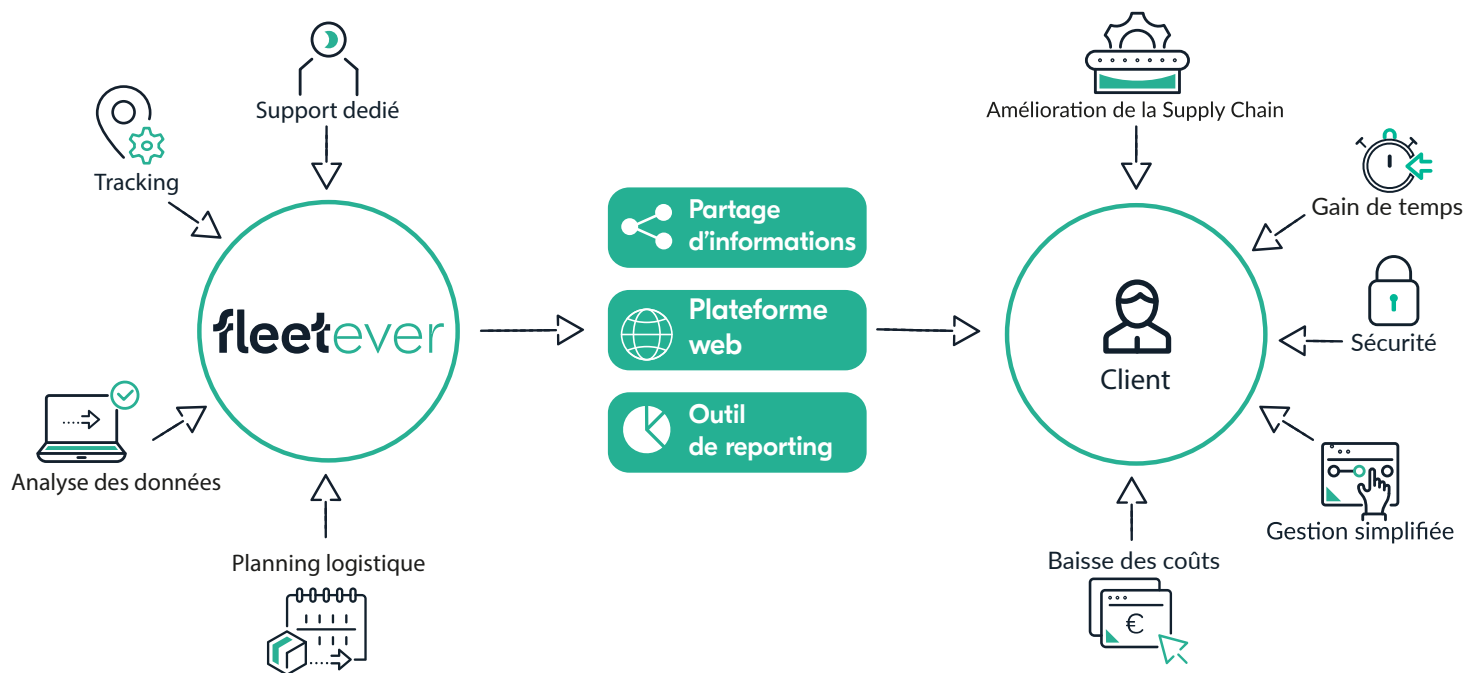 Support dedié
Tracking
fleetever
Analyse des données
Planning logistique
Partage
d'informations
Plateforme
web
Outil
de reporting
Amélioration de la Supply Chain
Gain de temps
Sécurité
Client
Gestion simplifiée
Baisse des coûts
€